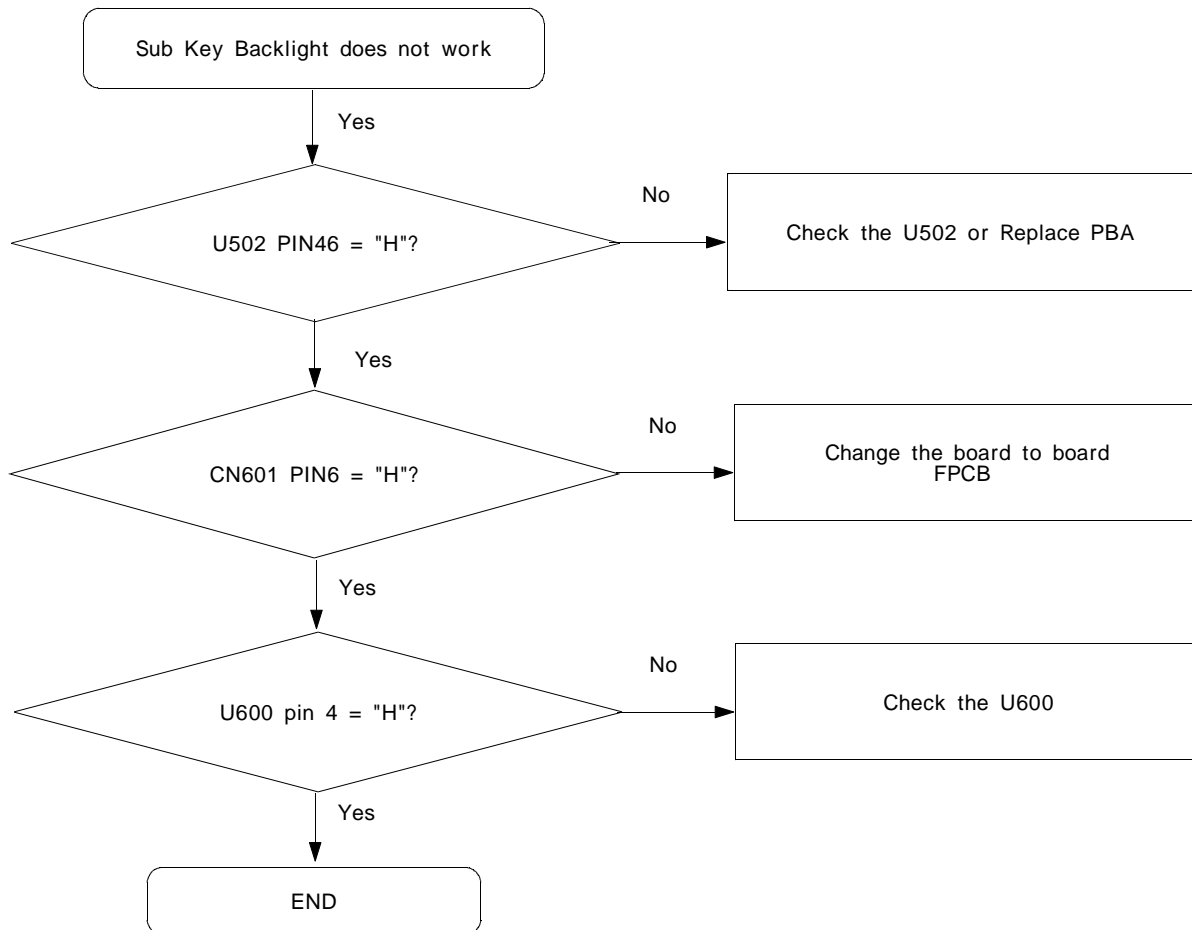 Sub Key Backlight does not work
Yes
U502 PIN46 = "H"?
No
Check the U502 or Replace PBA
Yes
CN601 PIN6 = "H"?
No
Change the board to board
FPCB
Yes
U600 pin 4 = "H"?
No
Check the U600
Yes
END